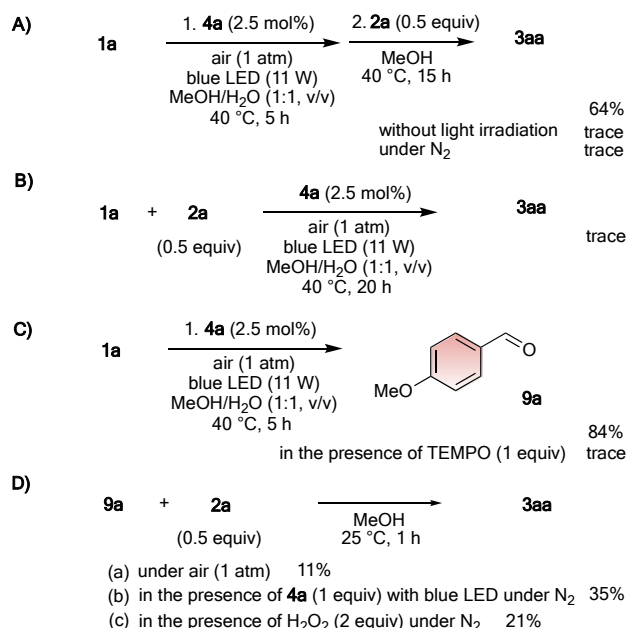 A)
1a
1. 4a (2.5 mol%)
air (1 atm)
blue LED (11 W)
MeOH/H₂O (1:1, v/v)
40 °C, 5 h
2. 2a (0.5 equiv)
MeOH
40 °C, 15 h
3aa
64%
without light irradiation trace
under N₂ trace
B)
1a + 2a
(0.5 equiv)
4a (2.5 mol%)
air (1 atm)
blue LED (11 W)
MeOH/H₂O (1:1, v/v)
40 °C, 20 h
3aa
trace
C)
1a
1. 4a (2.5 mol%)
air (1 atm)
blue LED (11 W)
MeOH/H₂O (1:1, v/v)
40 °C, 5 h
O
MeO
9a
84%
in the presence of TEMPO (1 equiv) trace
D)
9a + 2a
(0.5 equiv)
MeOH
25 °C, 1 h
3aa
(a) under air (1 atm) 11%
(b) in the presence of 4a (1 equiv) with blue LED under N₂ 35%
(c) in the presence of H₂O₂ (2 equiv) under N₂ 21%